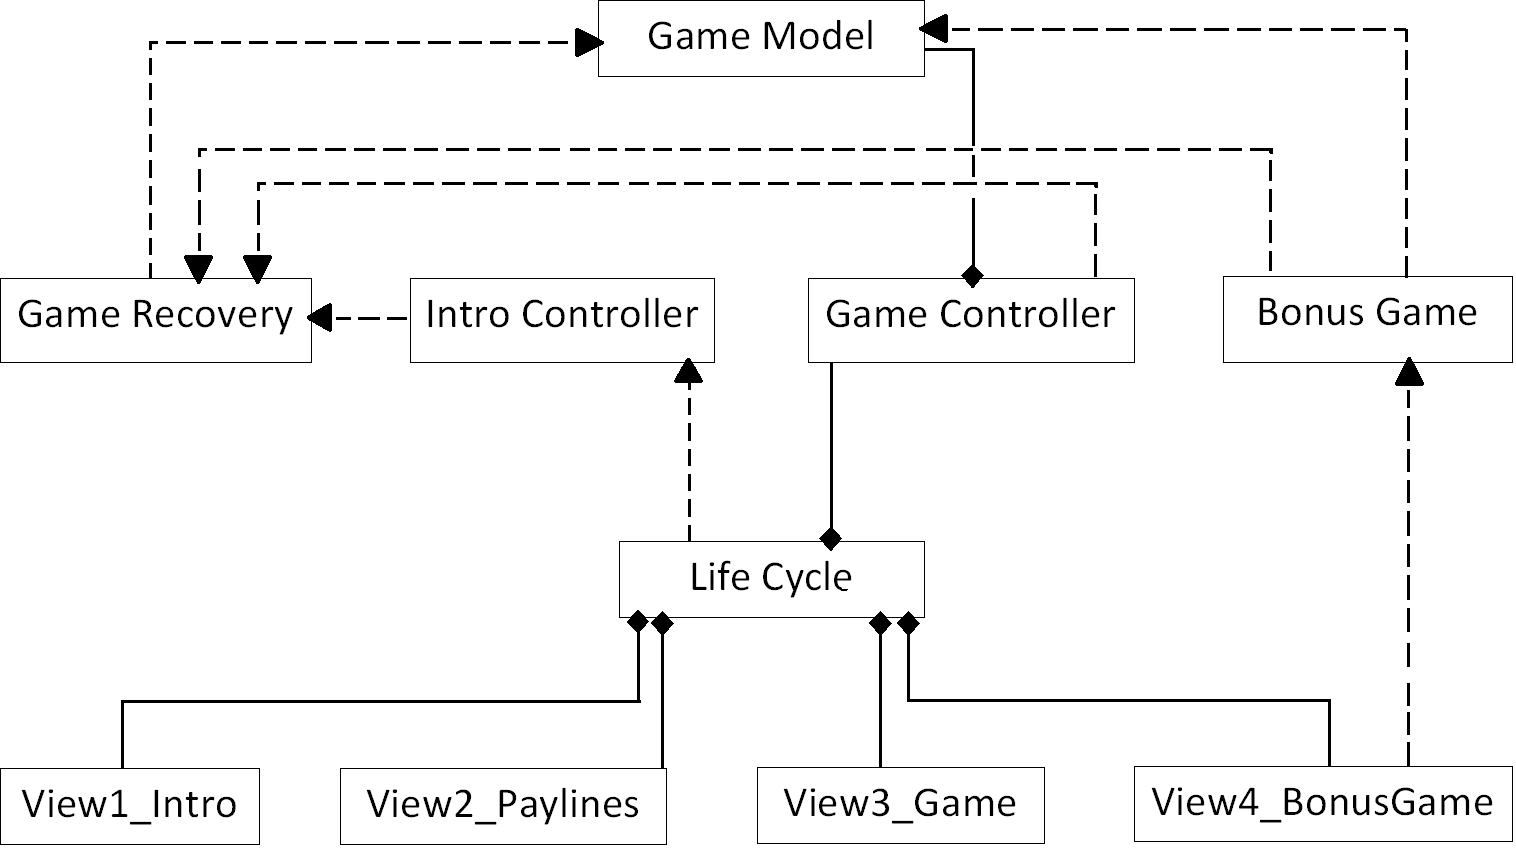 Game Model
Game Recovery
Intro Controller
Game Controller
Bonus Game
Life Cycle
View1_Intro
View2_Paylines
View3_Game
View4_BonusGame